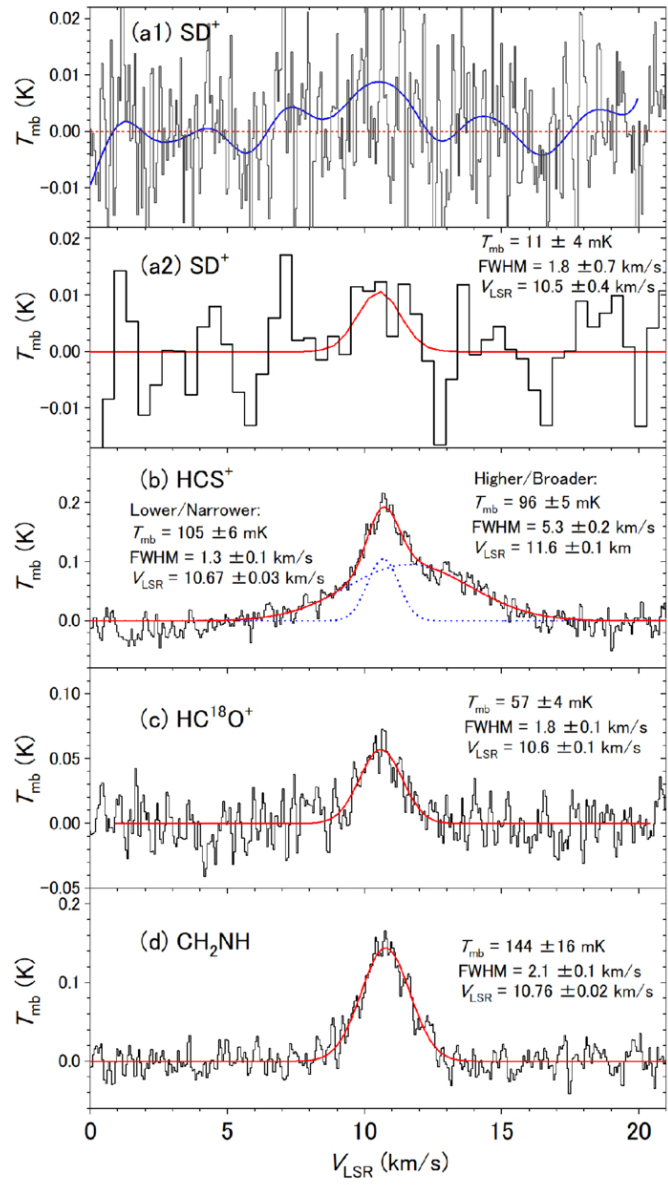 0.02
(a1) SD⁺
0.01
0.00
−0.01
T_mb (K)
0.02
(a2) SD⁺
T_mb = 11 ± 4 mK
FWHM = 1.8 ±0.7 km/s
V_LSR = 10.5 ±0.4 km/s
0.01
0.00
−0.01
T_mb (K)
(b) HCS⁺
Lower/Narrower:
T_mb = 105 ±6 mK
FWHM = 1.3 ±0.1 km/s
V_LSR = 10.67 ±0.03 km/s
Higher/Broader:
T_mb = 96 ±5 mK
FWHM = 5.3 ±0.2 km/s
V_LSR = 11.6 ±0.1 km
0.2
0.1
0.0
T_mb (K)
0.10
(c) HC¹⁸O⁺
T_mb = 57 ±4 mK
FWHM = 1.8 ±0.1 km/s
V_LSR = 10.6 ±0.1 km/s
0.05
0.00
−0.05
T_mb (K)
0.2
(d) CH₂NH
T_mb = 144 ±16 mK
FWHM = 2.1 ±0.1 km/s
V_LSR = 10.76 ±0.02 km/s
0.1
0.0
T_mb (K)
0 5 10 15 20
V_LSR (km/s)